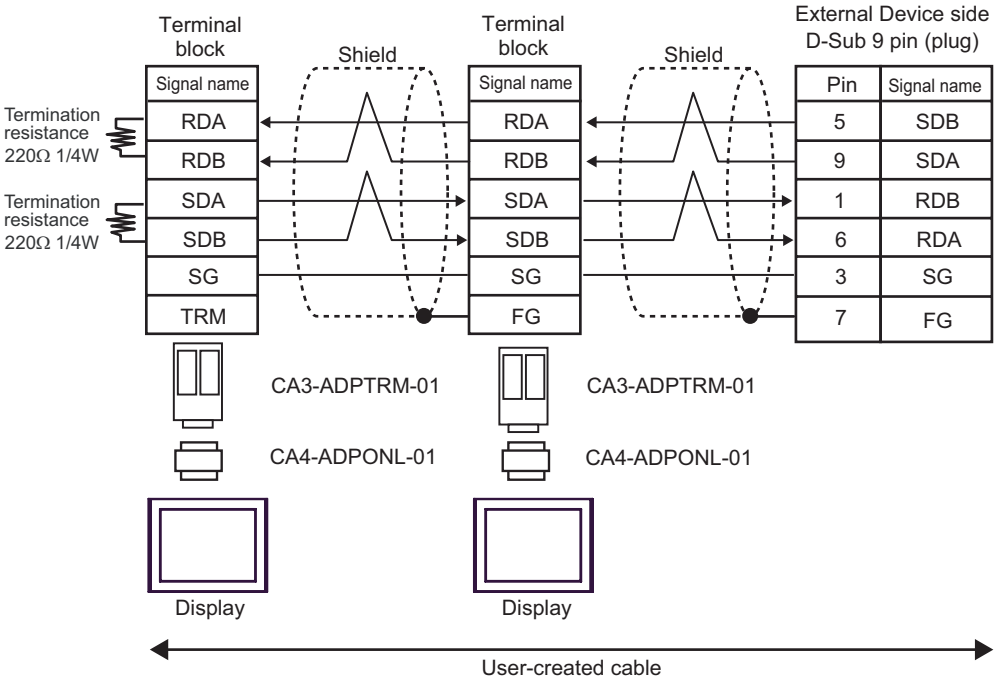 Terminal
block
Shield
Terminal
block
Shield
External Device side
D-Sub 9 pin (plug)
Signal name
Signal name
Pin Signal name
Termination
resistance
220Ω 1/4W
RDA
RDA
5 SDB
RDB
RDB
9 SDA
Termination
resistance
220Ω 1/4W
SDA
SDA
1 RDB
SDB
SDB
6 RDA
SG
SG
3 SG
TRM
FG
7 FG
CA3-ADPTRM-01
CA3-ADPTRM-01
CA4-ADPONL-01
CA4-ADPONL-01
Display
Display
User-created cable